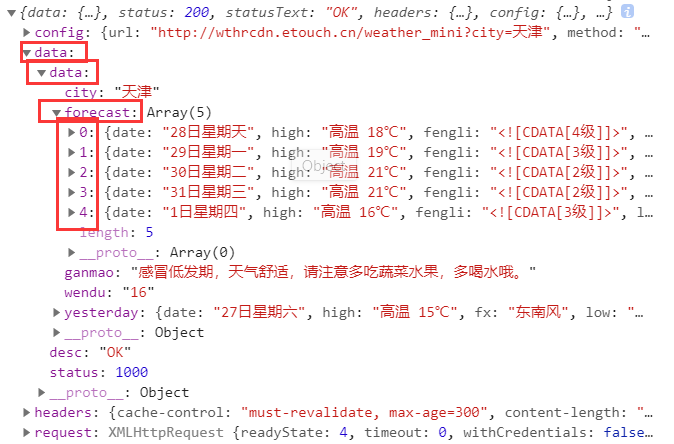 {data: {…}, status: 200, statusText: "OK", headers: {…}, config: {…}, …} i
config: {url: "http://wthrcdn.etouch.cn/weather_mini?city=天津", method: "…
data:
data:
city: "天津"
forecast: Array(5)
0: {date: "28日星期天", high: "高温 18℃", fengli: "<![CDATA[4级]]>", …
1: {date: "29日星期一", high: "高温 19℃", fengli: "<![CDATA[3级]]>", …
2: {date: "30日星期二", high: "高温 21℃", fengli: "<![CDATA[2级]]>", …
3: {date: "31日星期三", high: "高温 21℃", fengli: "<![CDATA[2级]]>", …
4: {date: "1日星期四", high: "高温 16℃", fengli: "<![CDATA[3级]]>", l…
Object
length: 5
__proto__: Array(0)
ganmao: "感冒低发期，天气舒适，请注意多吃蔬菜水果，多喝水哦。"
wendu: "16"
yesterday: {date: "27日星期六", high: "高温 15℃", fx: "东南风", low: "…
__proto__: Object
desc: "OK"
status: 1000
__proto__: Object
headers: {cache-control: "must-revalidate, max-age=300", content-length: "…
request: XMLHttpRequest {readyState: 4, timeout: 0, withCredentials: false…